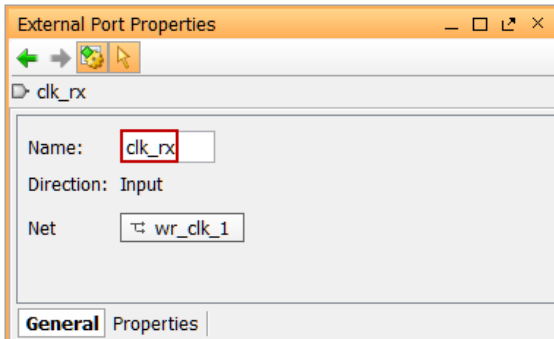 External Port Properties
clk_rx
Name: clk_rx
Direction: Input
Net wr_clk_1
General Properties